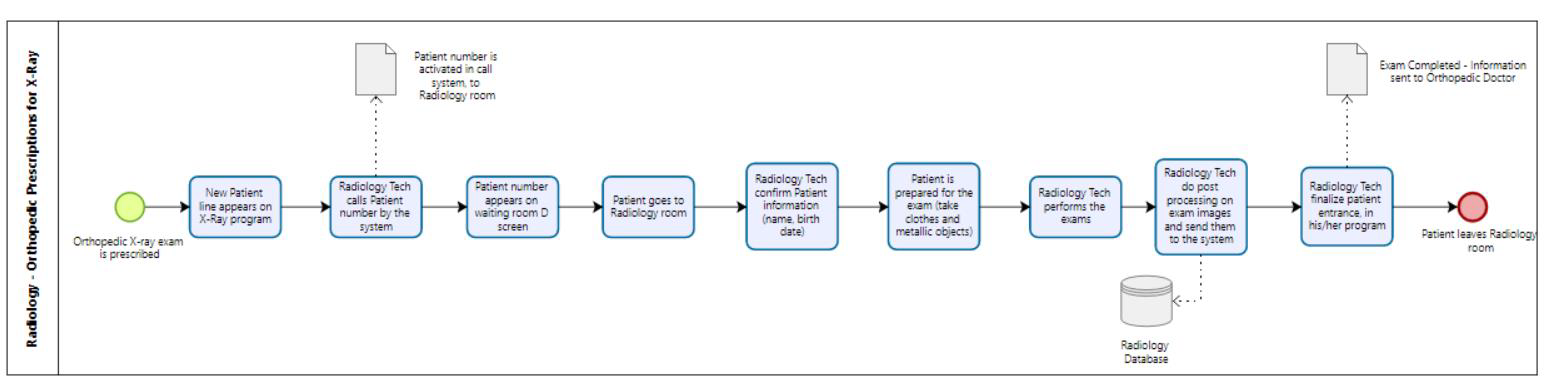 Radiology - Orthopedic Prescriptions for X-Ray
Orthopedic X-ray exam
is prescribed
New Patient
line appears on
X-Ray program
Patient number is
activated in call
system, to
Radiology room
Radiology Tech
calls Patient
number by the
system
Patient number
appears on
waiting room D
screen
Patient goes to
Radiology room
Radiology Tech
confirm Patient
information
(name, birth
date)
Patient is
prepared for the
exam (take
clothes and
metallic objects)
Radiology Tech
performs the
exams
Radiology Tech
do post
processing on
exam images
and send them
to the system
Radiology
Database
Radiology Tech
finalize patient
entrance, in
his/her program
Exam Completed - Information
sent to Orthopedic Doctor
Patient leaves Radiology
room